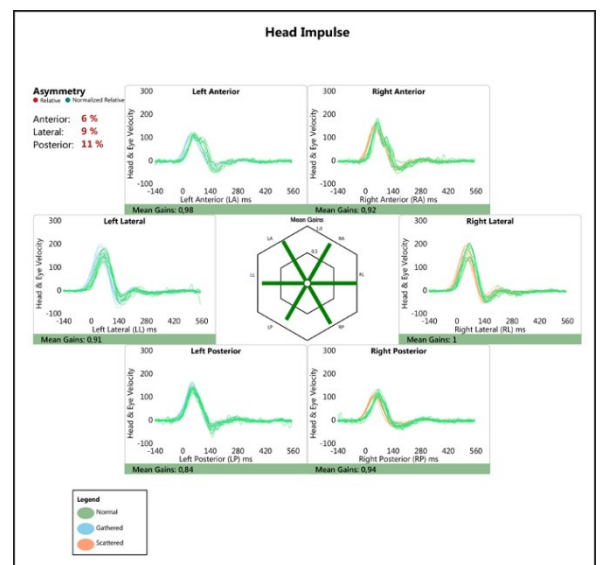 Head Impulse
Asymmetry
Relative Normalized Relative
Anterior: 6 %
Lateral: 9 %
Posterior: 11 %
Left Anterior
Head & Eye Velocity
300
200
100
0
-100
-140 0 140 280 420 560
Left Anterior (LA) ms
Mean Gains: 0,98
Right Anterior
Head & Eye Velocity
300
200
100
0
-100
-140 0 140 280 420 560
Right Anterior (RA) ms
Mean Gains: 0,92
Left Lateral
Head & Eye Velocity
300
200
100
0
-100
-140 0 140 280 420 560
Left Lateral (LL) ms
Mean Gains: 0,91
Mean Gains
1.0
LA RA
0.5
LL RL
LP RP
Right Lateral
Head & Eye Velocity
300
200
100
0
-100
-140 0 140 280 420 560
Right Lateral (RL) ms
Mean Gains: 1
Left Posterior
Head & Eye Velocity
300
200
100
0
-100
-140 0 140 280 420 560
Left Posterior (LP) ms
Mean Gains: 0,84
Right Posterior
Head & Eye Velocity
300
200
100
0
-100
-140 0 140 280 420 560
Right Posterior (RP) ms
Mean Gains: 0,94
Legend
Normal
Gathered
Scattered